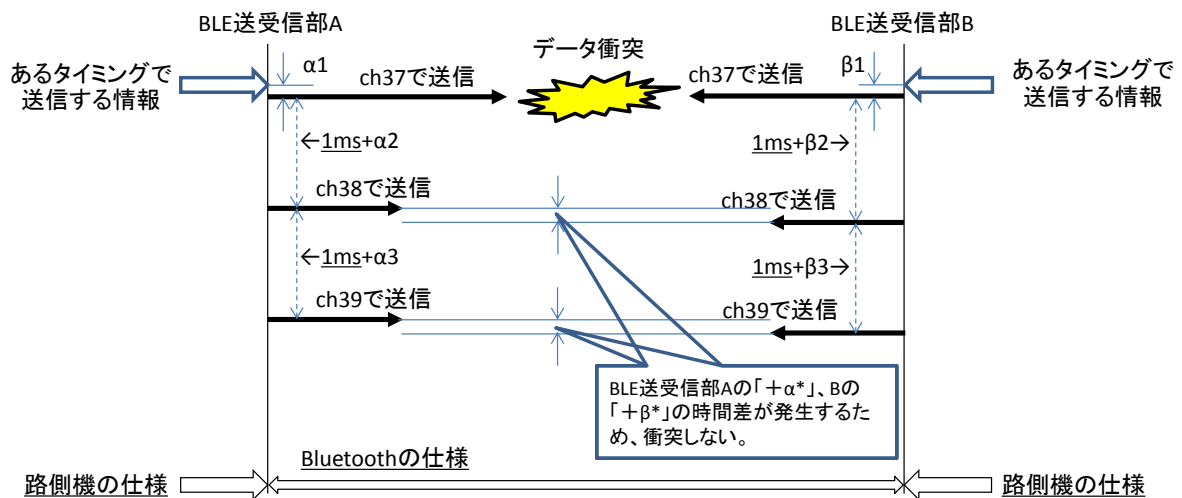 BLE送受信部A
BLE送受信部B
データ衝突
あるタイミングで
送信する情報
α1
ch37で送信
ch37で送信
β1
あるタイミングで
送信する情報
←1ms+α2
1ms+β2→
ch38で送信
ch38で送信
←1ms+α3
1ms+β3→
ch39で送信
ch39で送信
BLE送受信部Aの「+α*」、Bの
「+β*」の時間差が発生するた
め、衝突しない。
Bluetoothの仕様
路側機の仕様
路側機の仕様